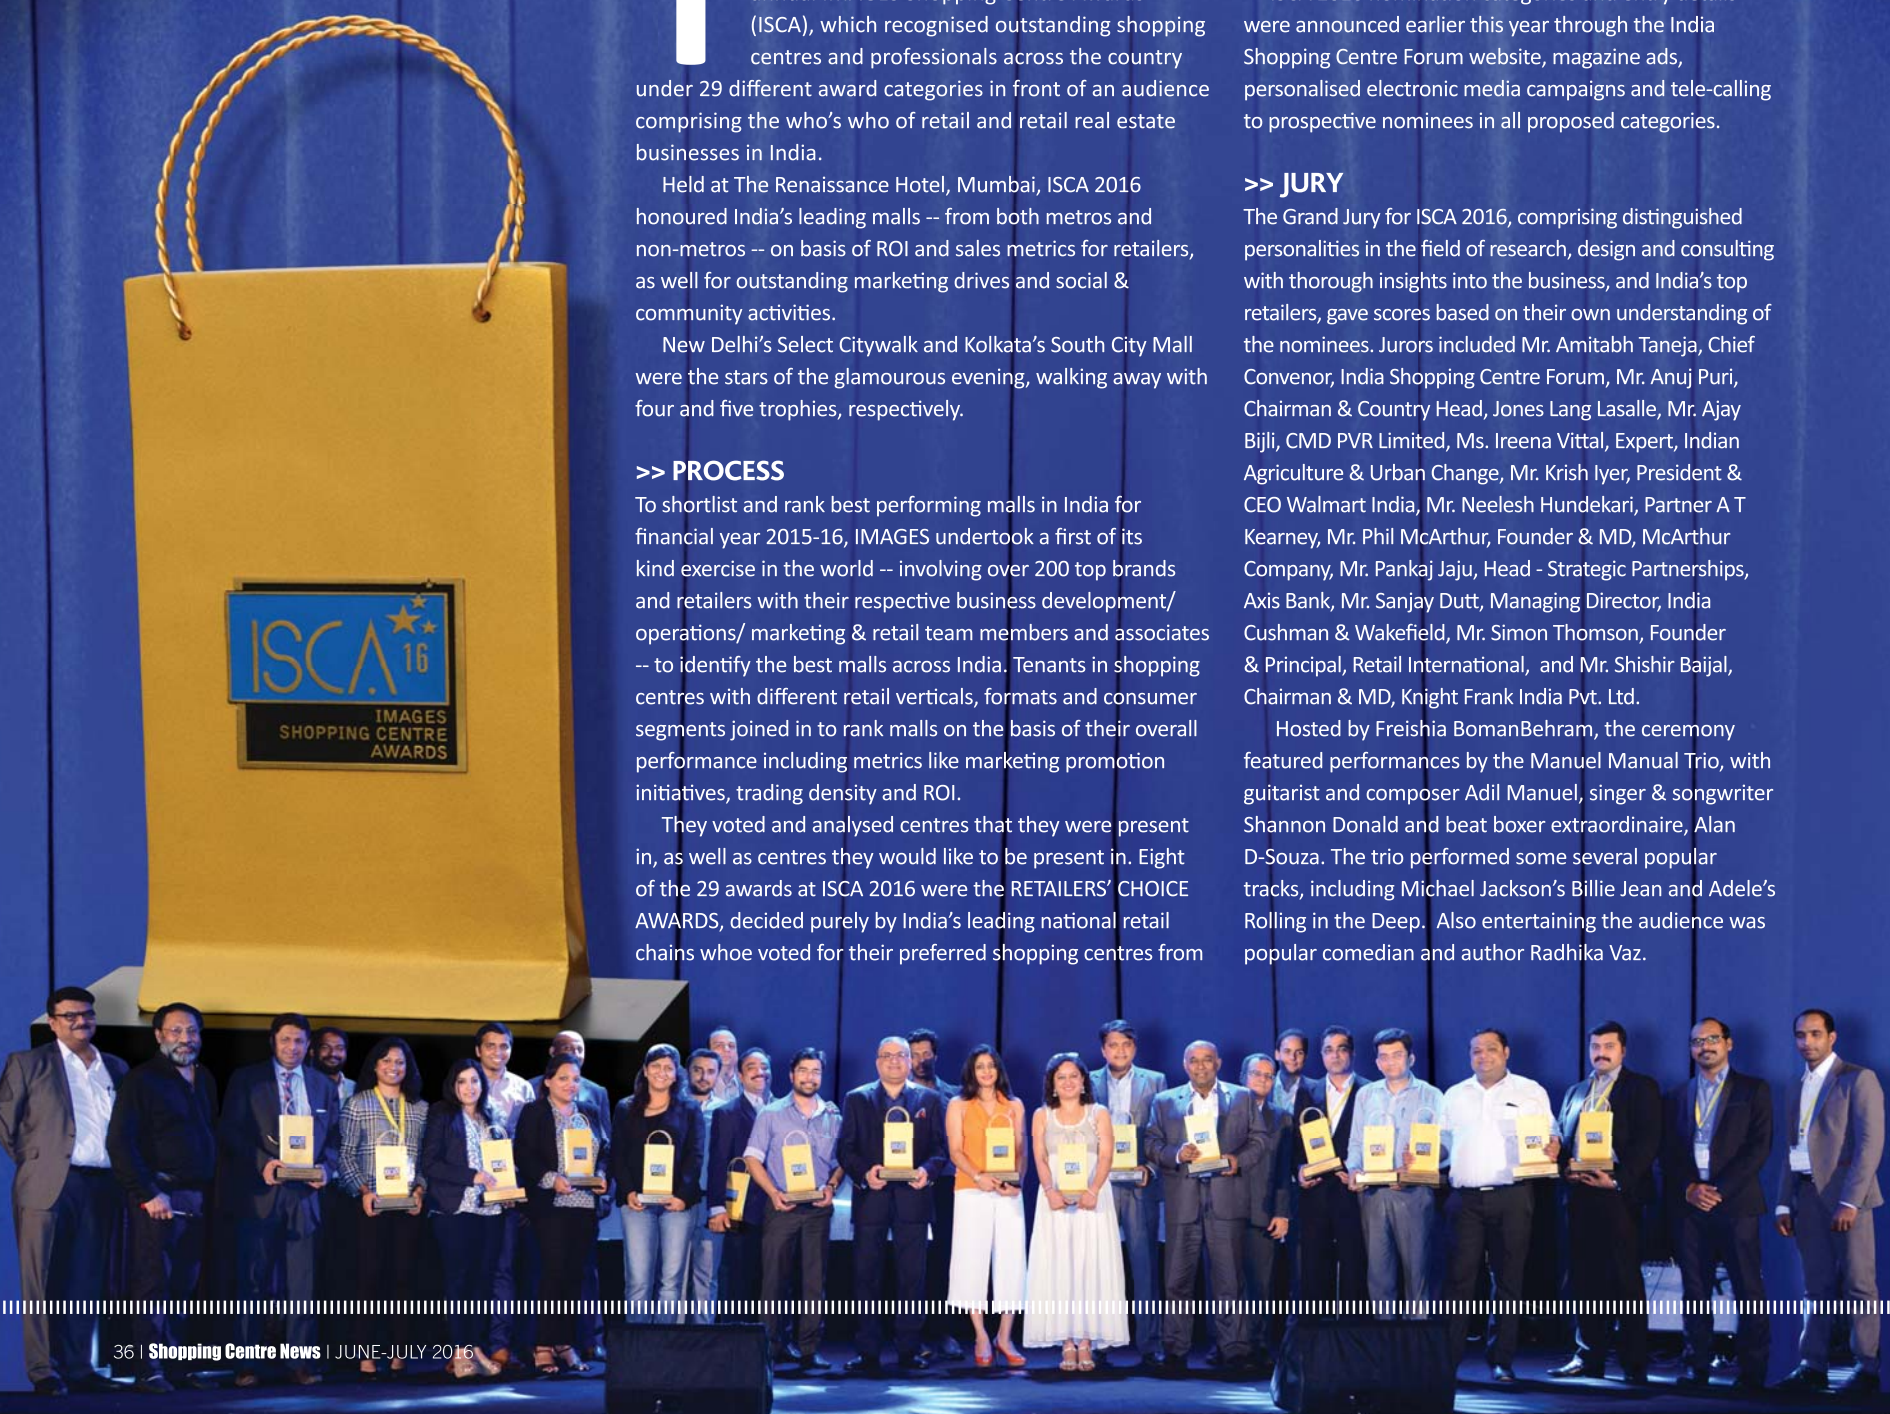 (ISCA), which recognised outstanding shopping
centres and professionals across the country
under 29 different award categories in front of an audience
comprising the who’s who of retail and retail real estate
businesses in India.
Held at The Renaissance Hotel, Mumbai, ISCA 2016
honoured India’s leading malls -- from both metros and
non-metros -- on basis of ROI and sales metrics for retailers,
as well for outstanding marketing drives and social &
community activities.
New Delhi’s Select Citywalk and Kolkata’s South City Mall
were the stars of the glamourous evening, walking away with
four and five trophies, respectively.
>> PROCESS
To shortlist and rank best performing malls in India for
financial year 2015-16, IMAGES undertook a first of its
kind exercise in the world -- involving over 200 top brands
and retailers with their respective business development/
operations/ marketing & retail team members and associates
-- to identify the best malls across India. Tenants in shopping
centres with different retail verticals, formats and consumer
segments joined in to rank malls on the basis of their overall
performance including metrics like marketing promotion
initiatives, trading density and ROI.
They voted and analysed centres that they were present
in, as well as centres they would like to be present in. Eight
of the 29 awards at ISCA 2016 were the RETAILERS’ CHOICE
AWARDS, decided purely by India’s leading national retail
chains whoe voted for their preferred shopping centres from
were announced earlier this year through the India
Shopping Centre Forum website, magazine ads,
personalised electronic media campaigns and tele-calling
to prospective nominees in all proposed categories.
>> JURY
The Grand Jury for ISCA 2016, comprising distinguished
personalities in the field of research, design and consulting
with thorough insights into the business, and India’s top
retailers, gave scores based on their own understanding of
the nominees. Jurors included Mr. Amitabh Taneja, Chief
Convenor, India Shopping Centre Forum, Mr. Anuj Puri,
Chairman & Country Head, Jones Lang Lasalle, Mr. Ajay
Bijli, CMD PVR Limited, Ms. Ireena Vittal, Expert, Indian
Agriculture & Urban Change, Mr. Krish Iyer, President &
CEO Walmart India, Mr. Neelesh Hundekari, Partner A T
Kearney, Mr. Phil McArthur, Founder & MD, McArthur
Company, Mr. Pankaj Jaju, Head - Strategic Partnerships,
Axis Bank, Mr. Sanjay Dutt, Managing Director, India
Cushman & Wakefield, Mr. Simon Thomson, Founder
& Principal, Retail International, and Mr. Shishir Baijal,
Chairman & MD, Knight Frank India Pvt. Ltd.
Hosted by Freishia BomanBehram, the ceremony
featured performances by the Manuel Manual Trio, with
guitarist and composer Adil Manuel, singer & songwriter
Shannon Donald and beat boxer extraordinaire, Alan
D-Souza. The trio performed some several popular
tracks, including Michael Jackson’s Billie Jean and Adele’s
Rolling in the Deep. Also entertaining the audience was
popular comedian and author Radhika Vaz.
ISCA 16
IMAGES
SHOPPING CENTRE
AWARDS
36 | Shopping Centre News | JUNE-JULY 2016